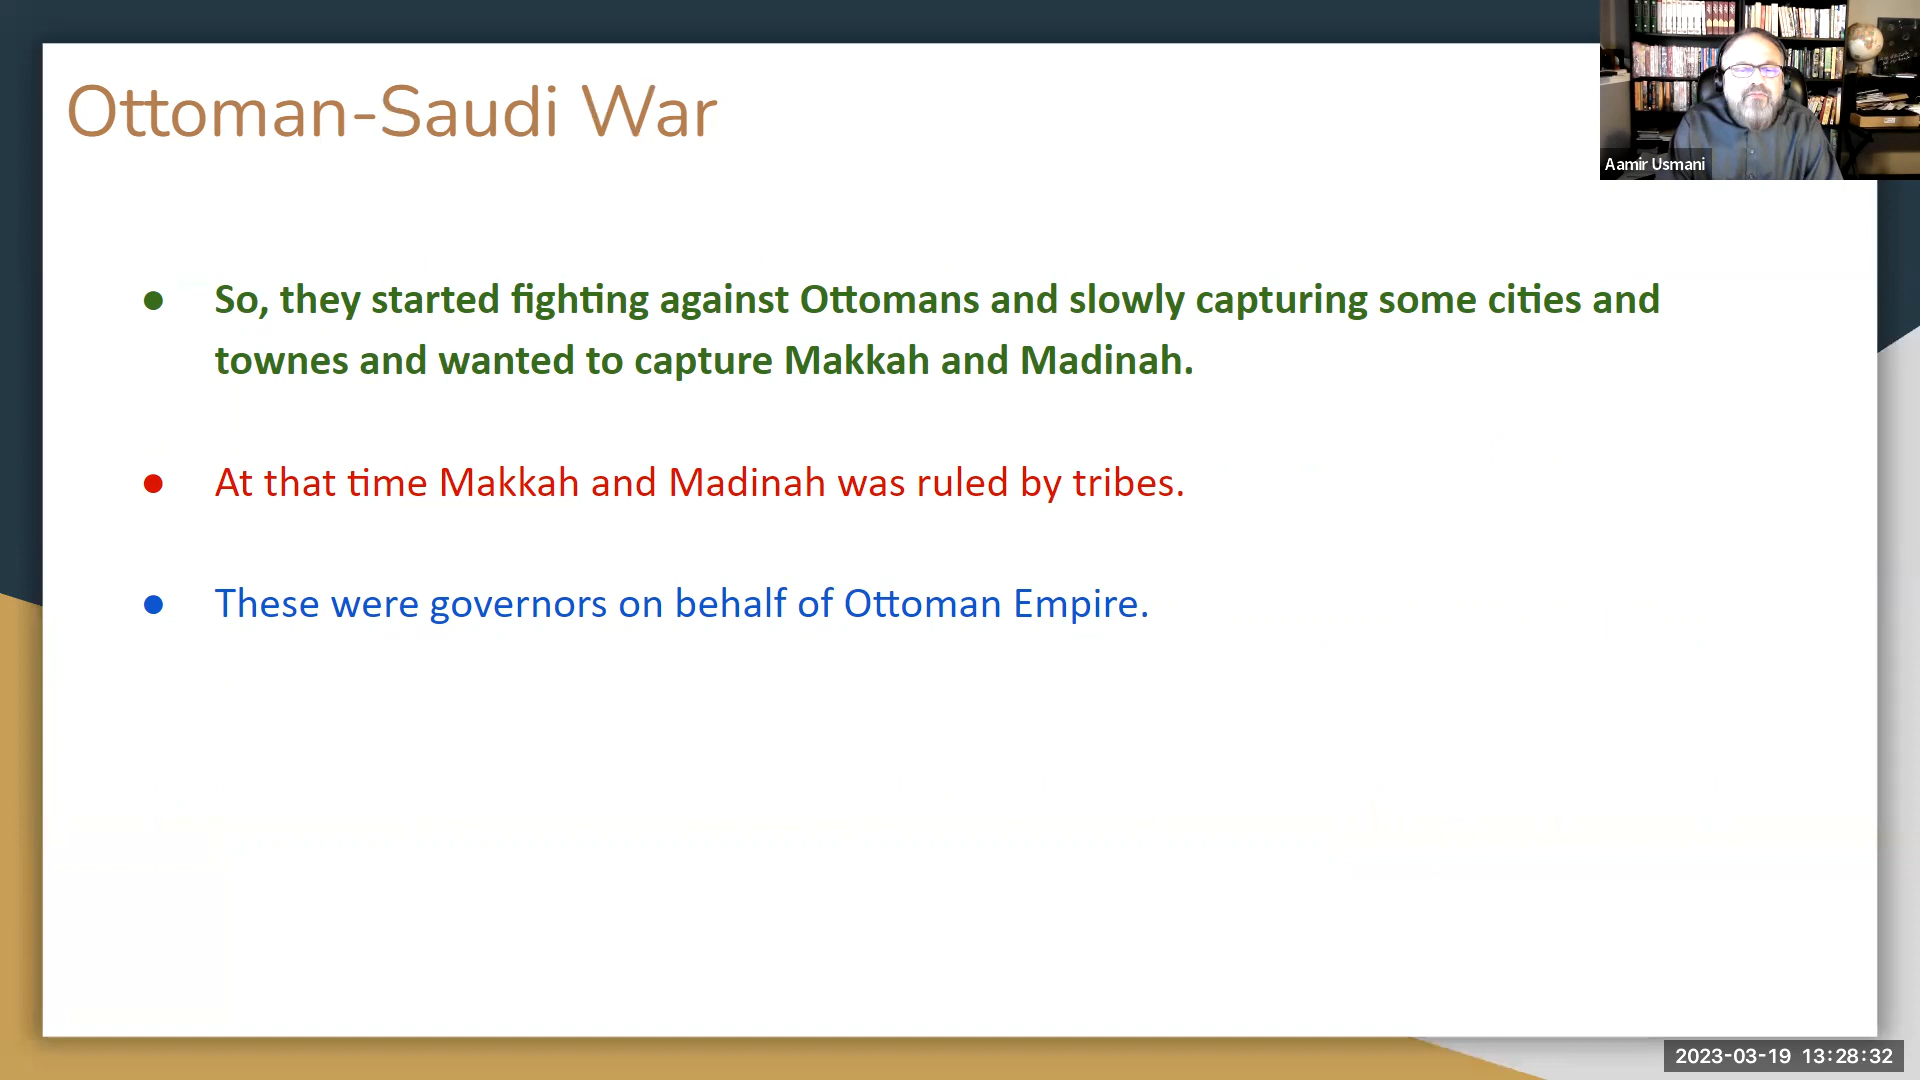 Ottoman-Saudi War
Aamir Usmani
● So, they started fighting against Ottomans and slowly capturing some cities and
townes and wanted to capture Makkah and Madinah.
● At that time Makkah and Madinah was ruled by tribes.
● These were governors on behalf of Ottoman Empire.
2023-03-19 13:28:32